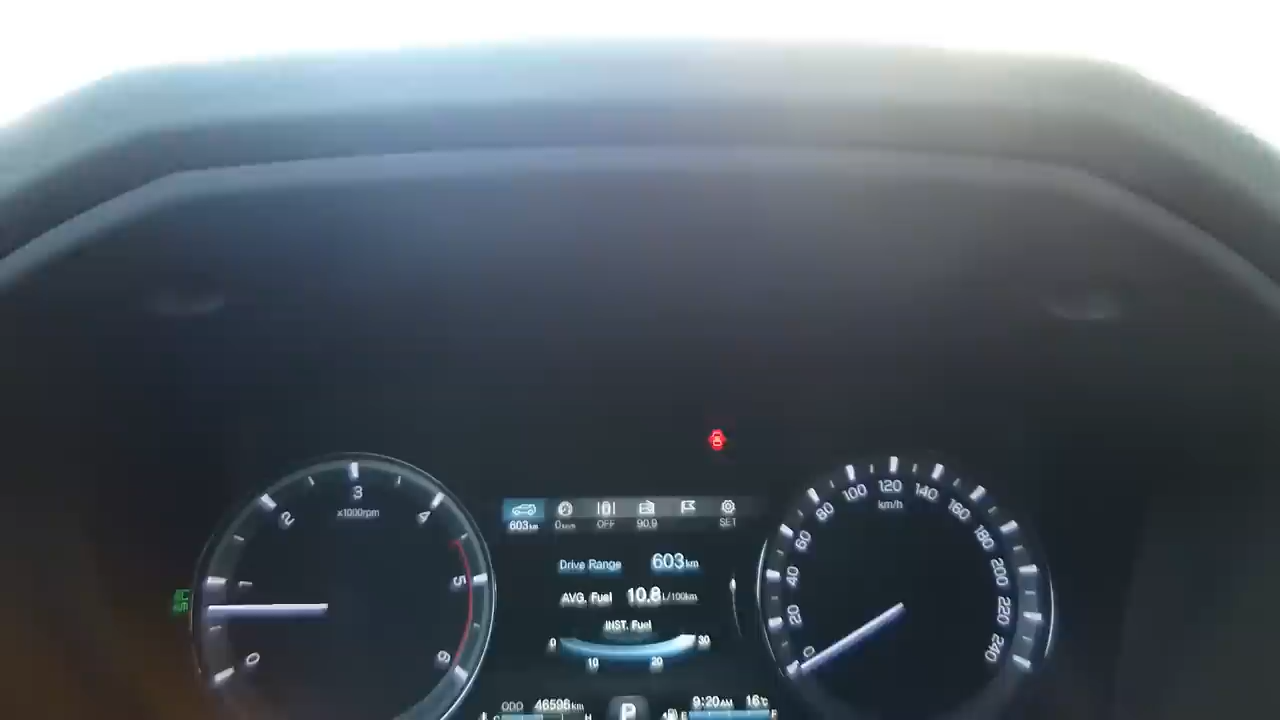 603km 0km/h OFF 90.9 SET
Drive Range 603km
AVG. Fuel 10.8L/100km
INST. Fuel
0 10 20 30
0 1 2 3 4 5 6
x1000rpm
0 20 40 60 80 100 120 140 160 180 200 220 240
km/h
ODO 46596km
P
9:20AM 16℃
C H
E F